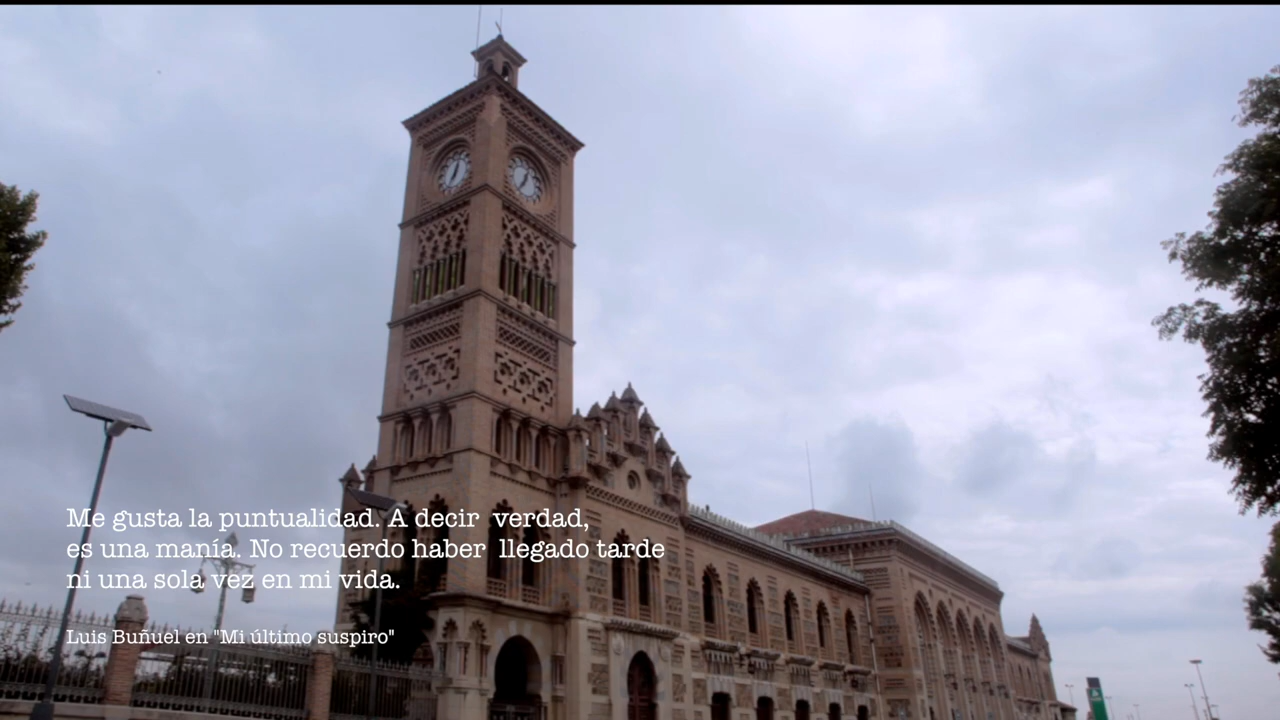 Me gusta la puntualidad. A decir  verdad,
es una manía. No recuerdo haber  llegado tarde
ni una sola vez en mi vida.
Luis Buñuel en "Mi último suspiro"